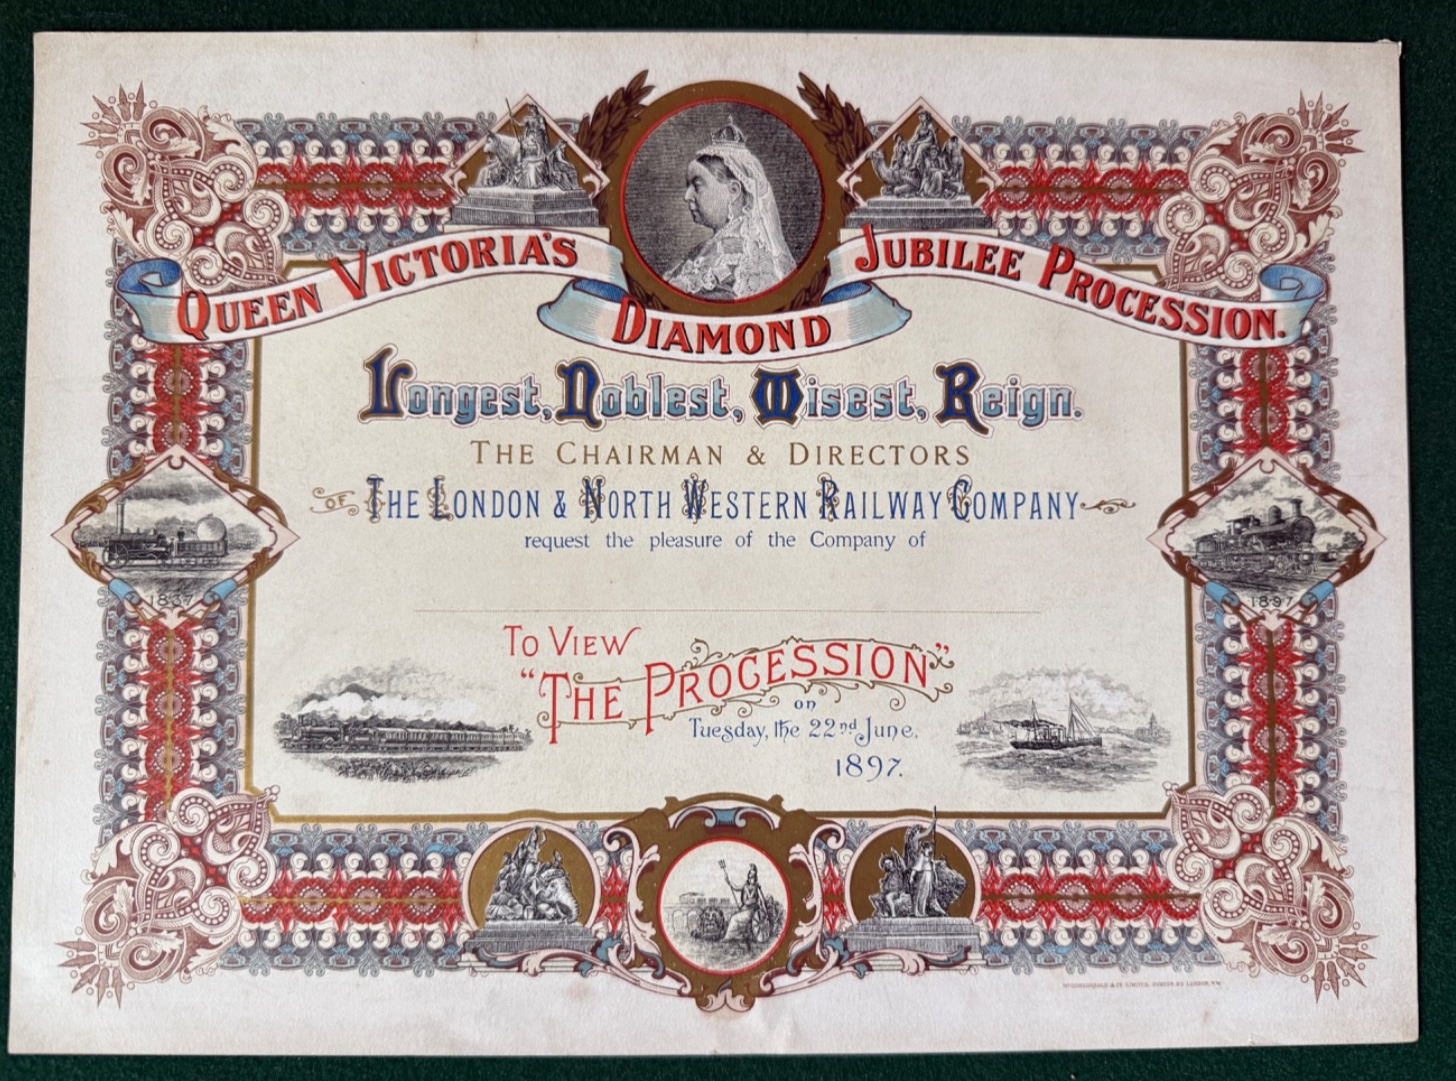 QUEEN VICTORIA'S
DIAMOND
JUBILEE PROCESSION.
Longest, Noblest, Wisest, Reign.
THE CHAIRMAN & DIRECTORS
OF THE LONDON & NORTH WESTERN RAILWAY COMPANY
request the pleasure of the Company of
1837
1897
TO VIEW
"THE PROCESSION"
on
Tuesday, the 22nd June.
1897.